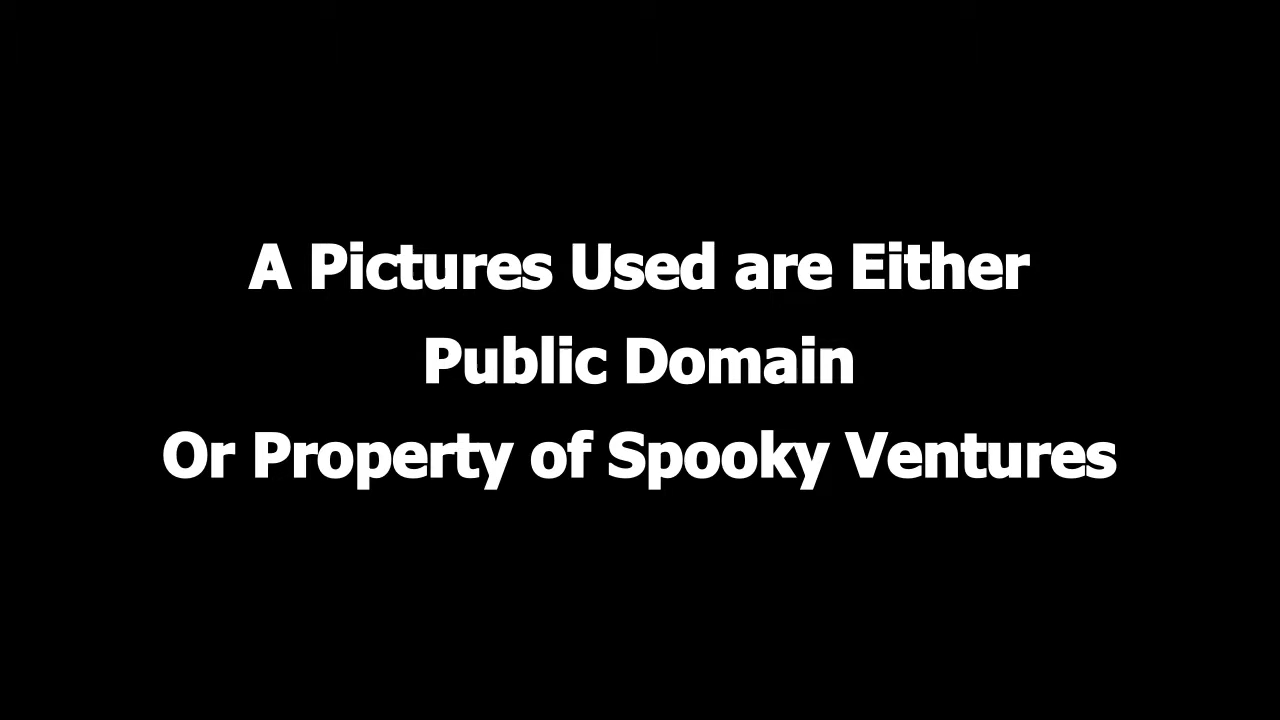 A Pictures Used are Either
Public Domain
Or Property of Spooky Ventures